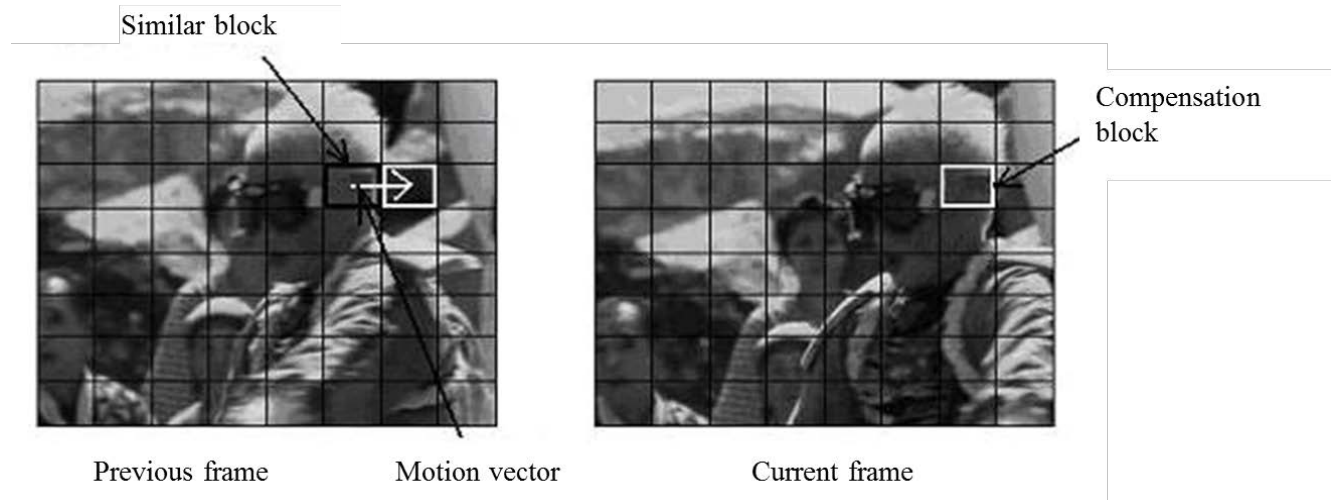 Similar block
Compensation
block
Previous frame
Motion vector
Current frame